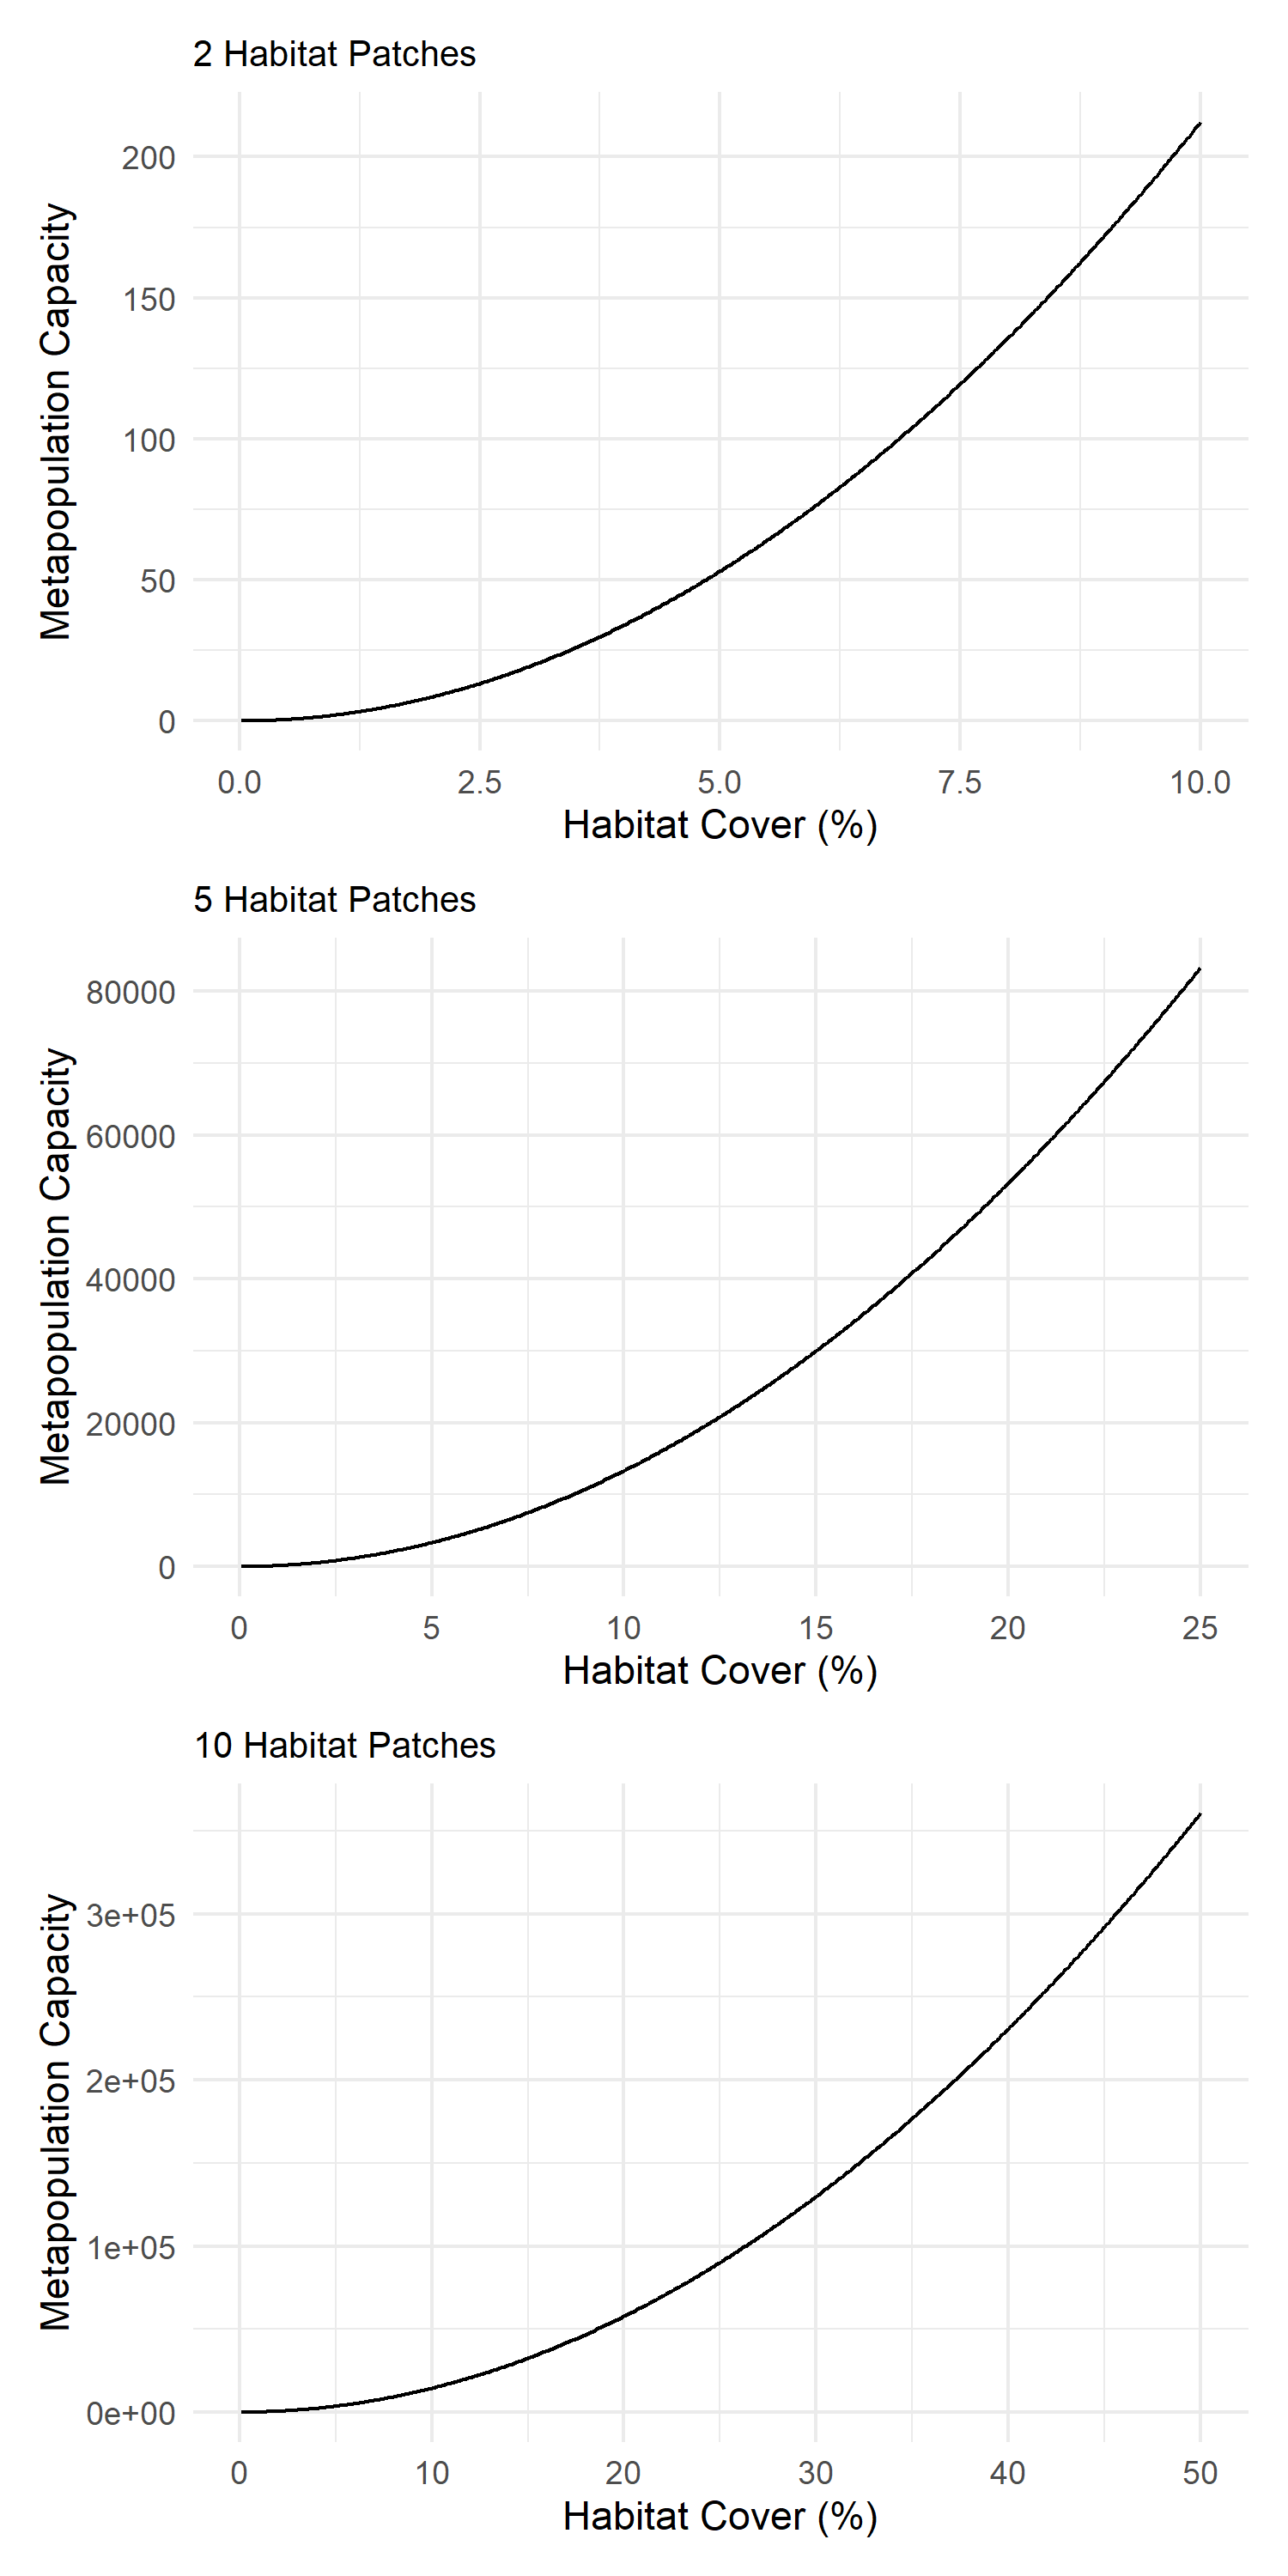 2 Habitat Patches
Metapopulation Capacity
200
150
100
50
0
0.0 2.5 5.0 7.5 10.0
Habitat Cover (%)
5 Habitat Patches
Metapopulation Capacity
80000
60000
40000
20000
0
0 5 10 15 20 25
Habitat Cover (%)
10 Habitat Patches
Metapopulation Capacity
3e+05
2e+05
1e+05
0e+00
0 10 20 30 40 50
Habitat Cover (%)